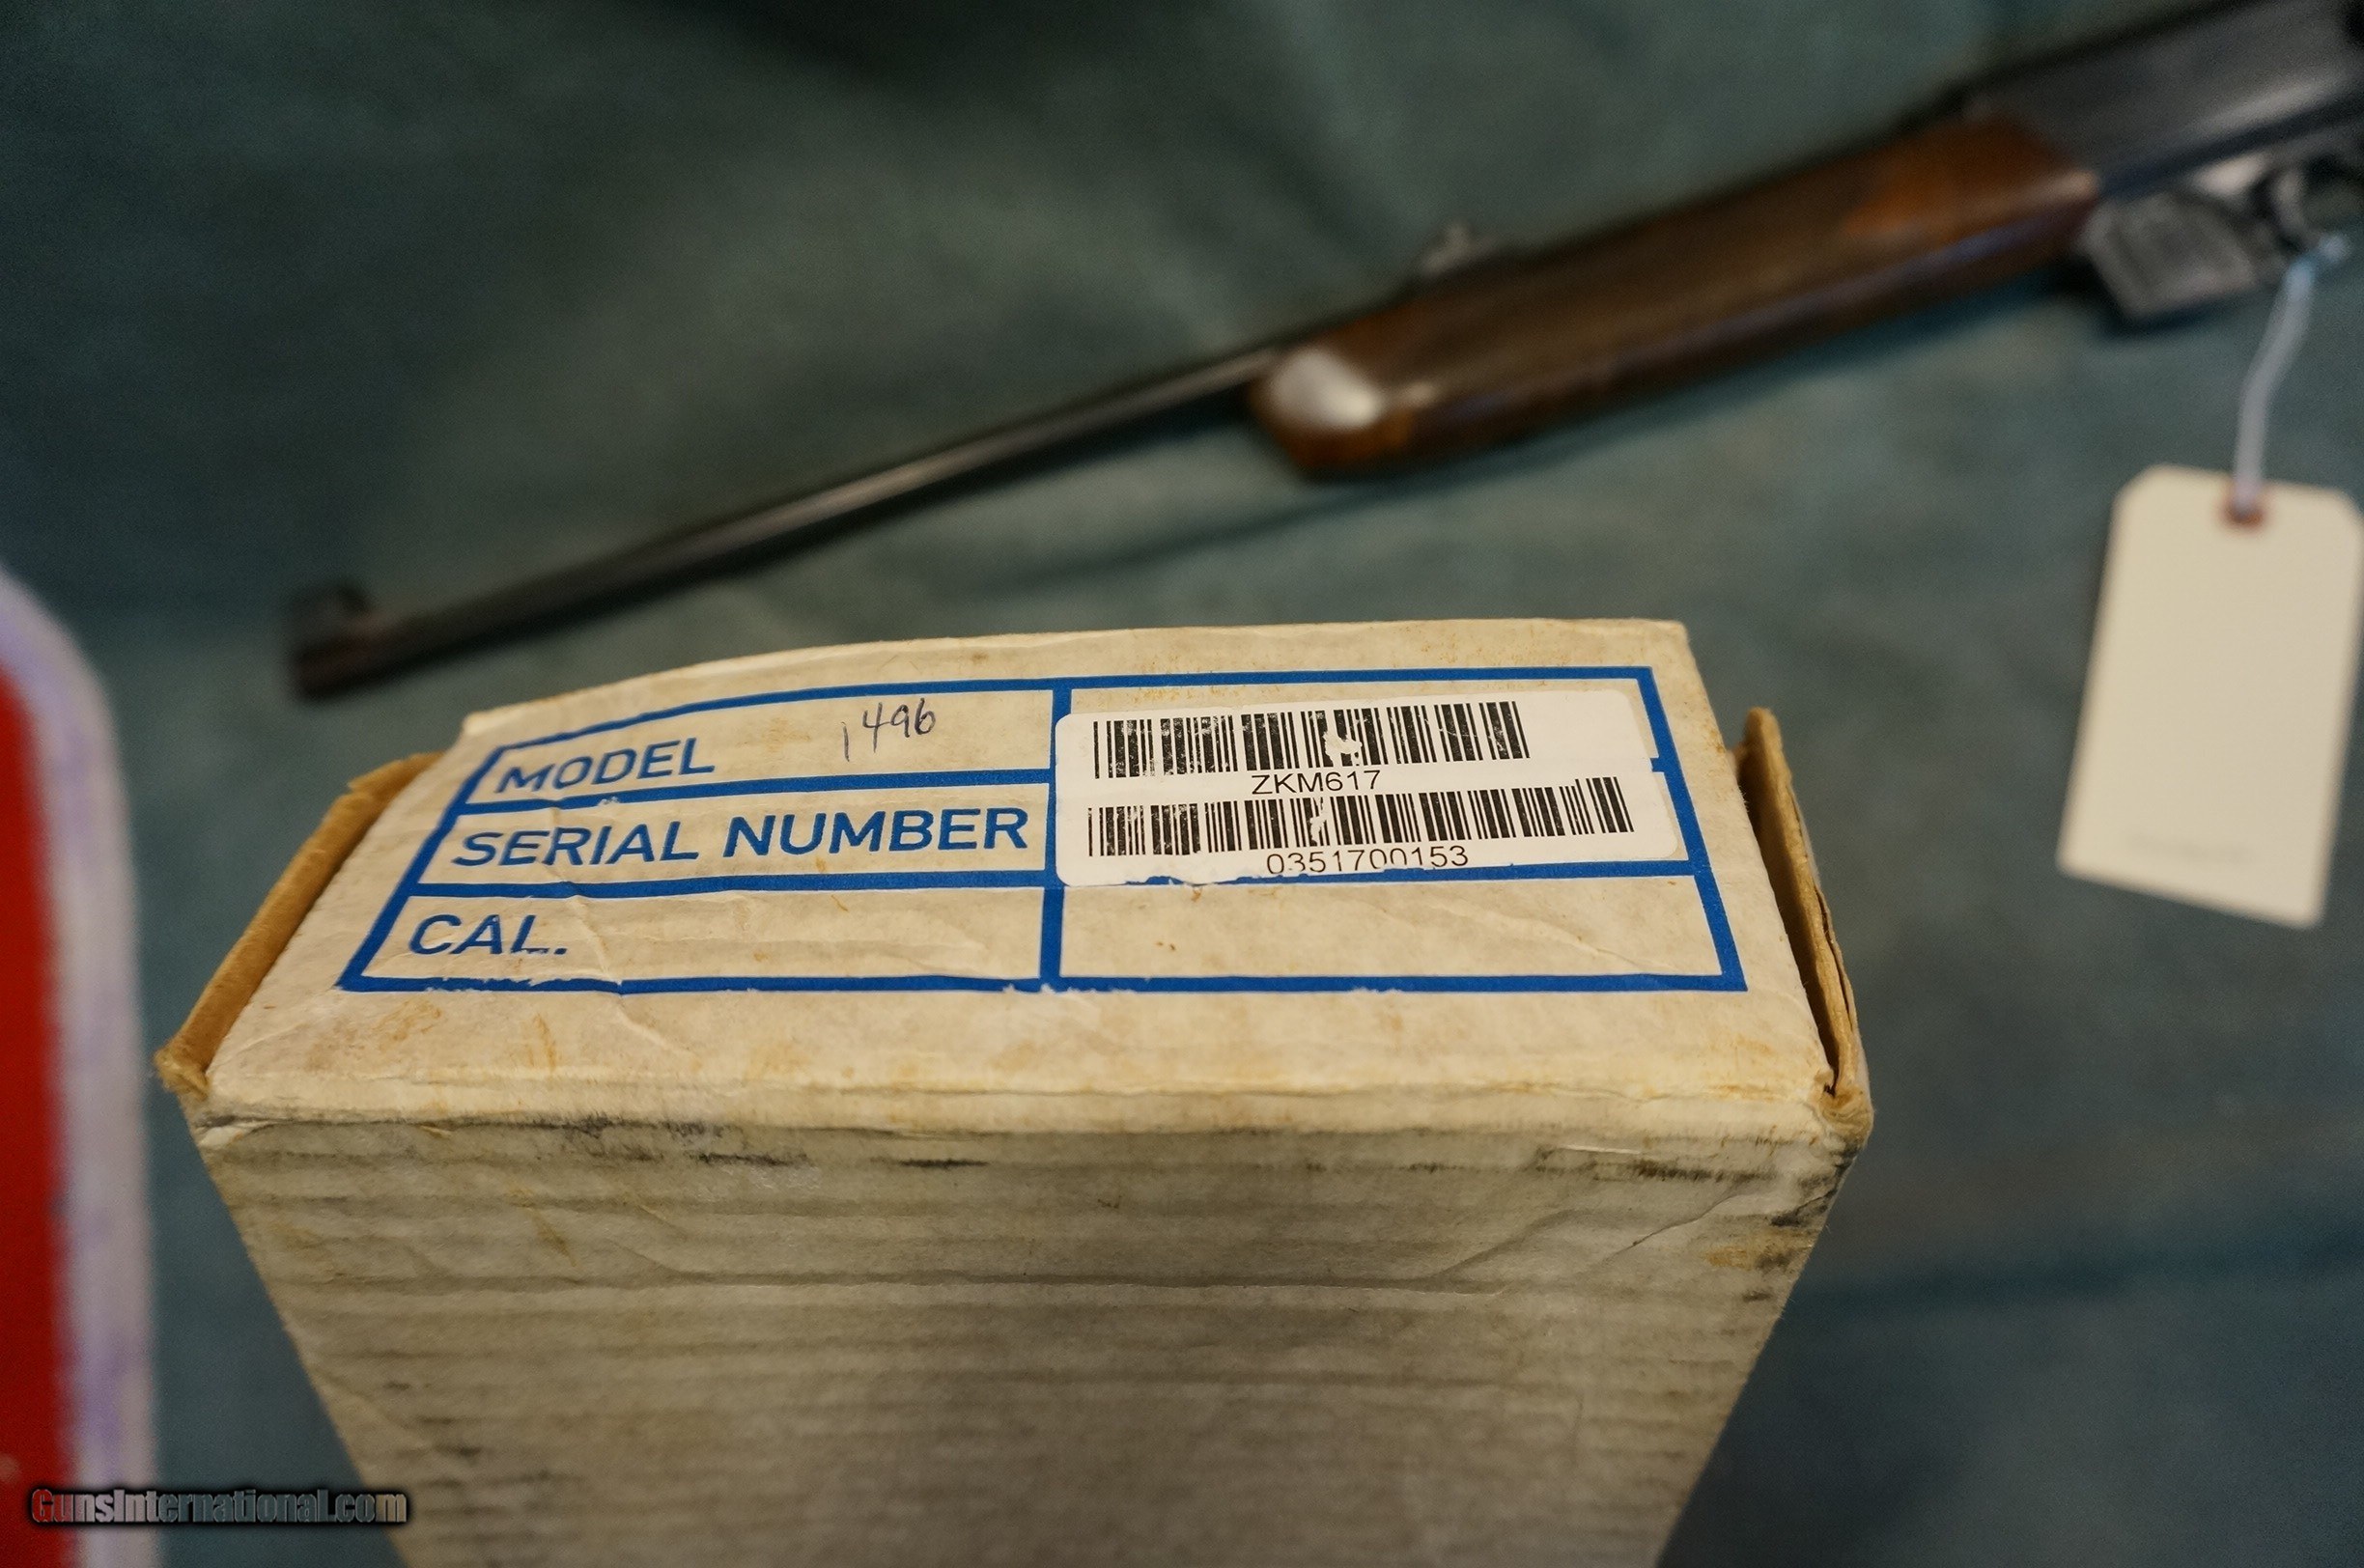 MODEL 1496
ZKM617
SERIAL NUMBER
0351700153
CAL.
GunsInternational.com